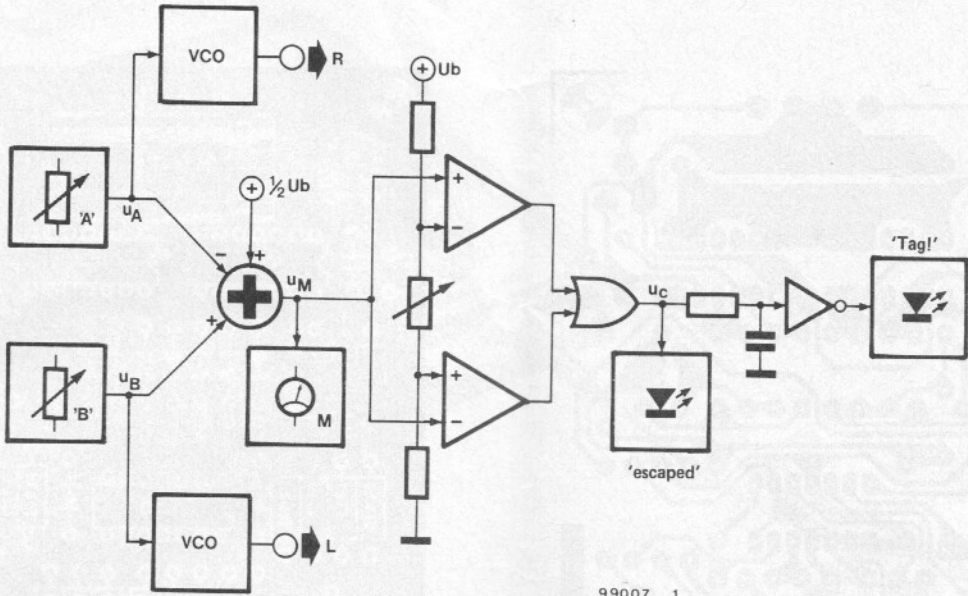 VCO
R
+ Ub
'A'
uA
+ ½Ub
+
−
−
+
uM
+
'Tag!'
uC
+
uB
'B'
M
+
−
'escaped'
VCO
L
99007 1